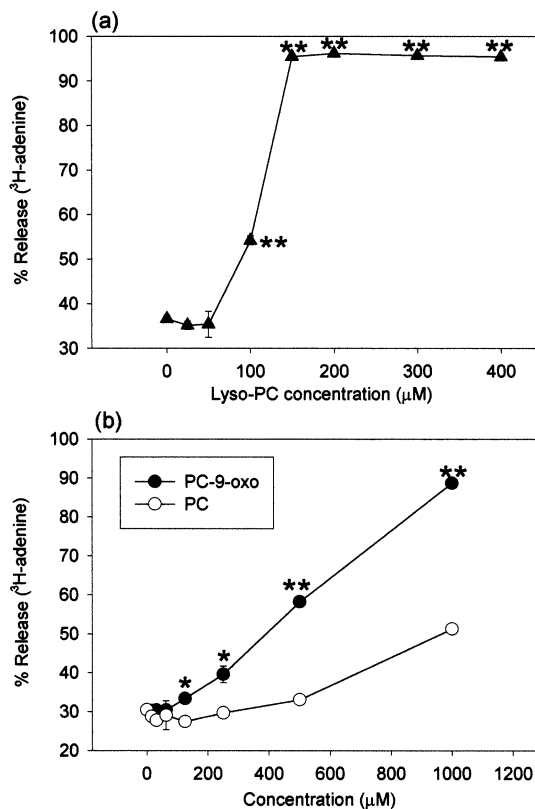 (a)
100
90
80
70
60
50
40
30
% Release (³H-adenine)
** ** ** **
**
0 100 200 300 400
Lyso-PC concentration (μM)
(b)
100
90
80
70
60
50
40
30
20
% Release (³H-adenine)
PC-9-oxo
PC
**
**
*
*
0 200 400 600 800 1000 1200
Concentration (μM)